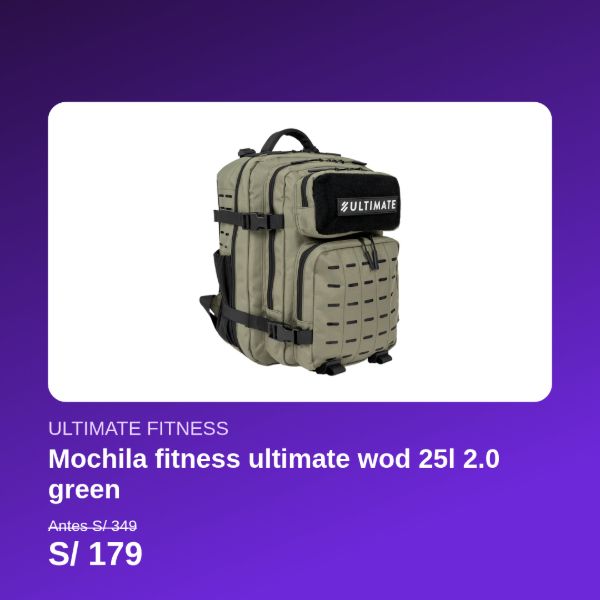 ULTIMATE
ULTIMATE FITNESS
Mochila fitness ultimate wod 25l 2.0
green
Antes S/ 349
S/ 179